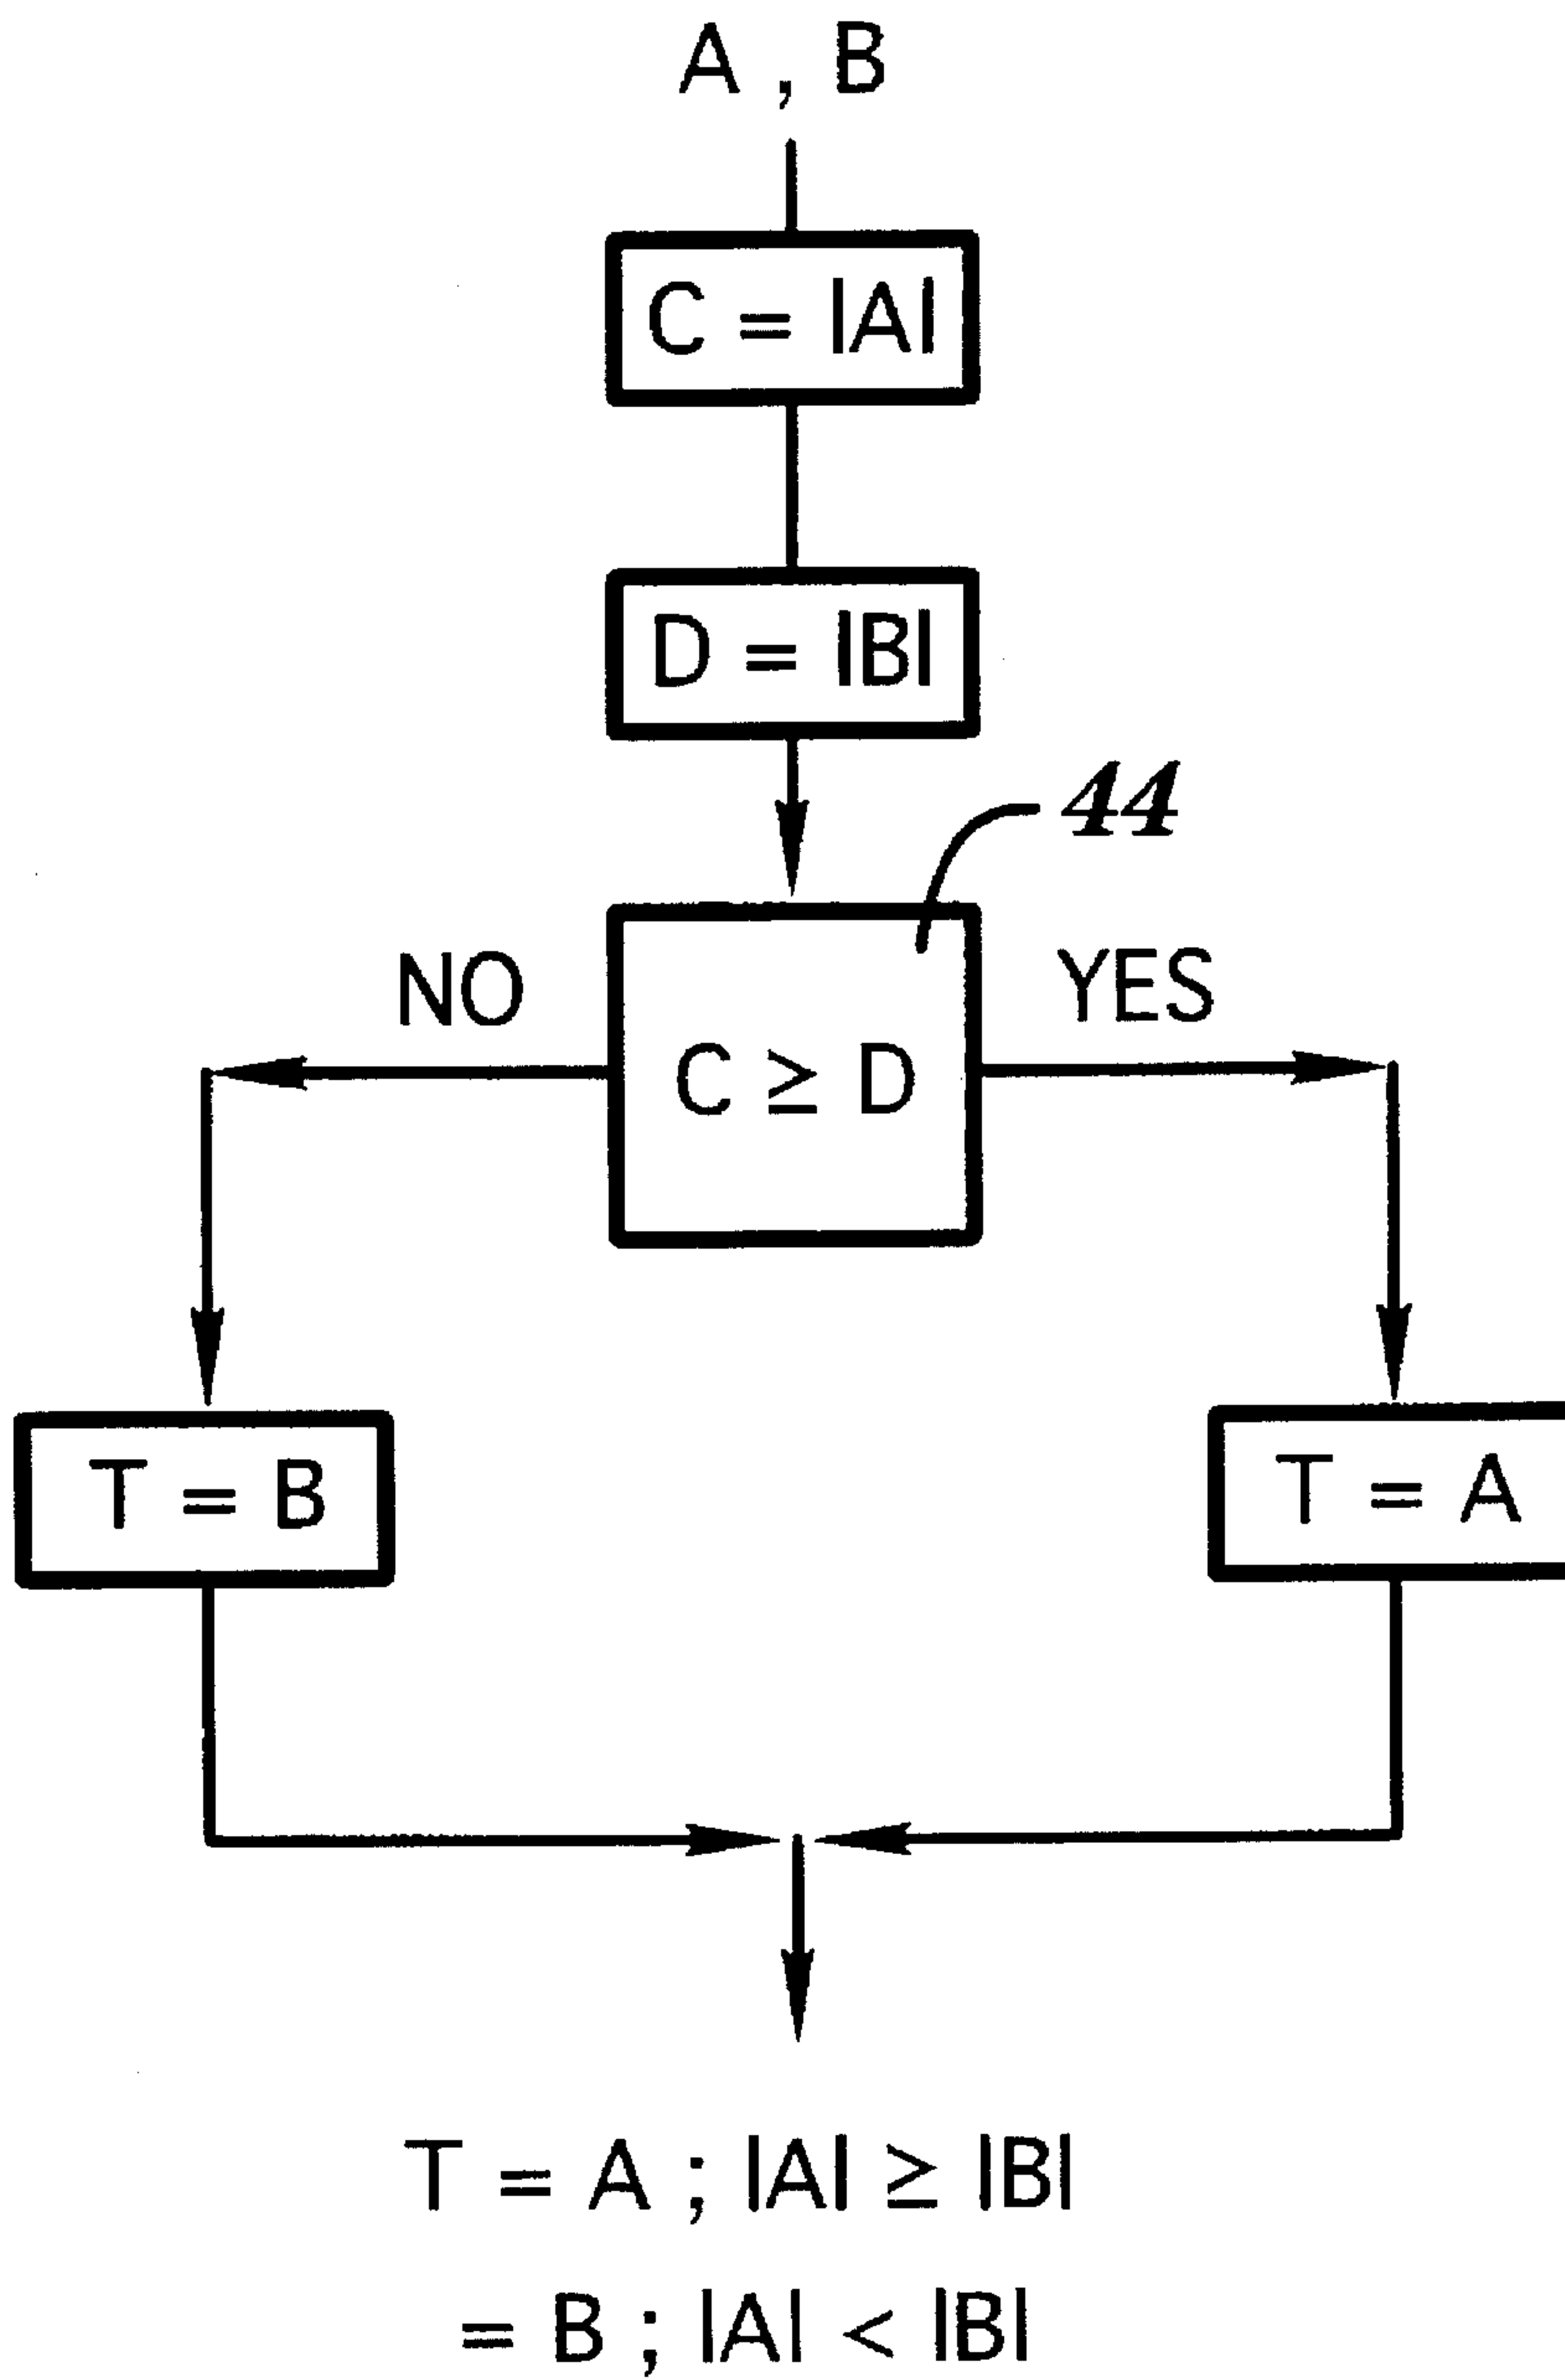 A , B
C = |A|
D = |B|
44
NO
YES
C ≥ D
T = B
T = A
T = A ; |A| ≥ |B|
= B ; |A| < |B|